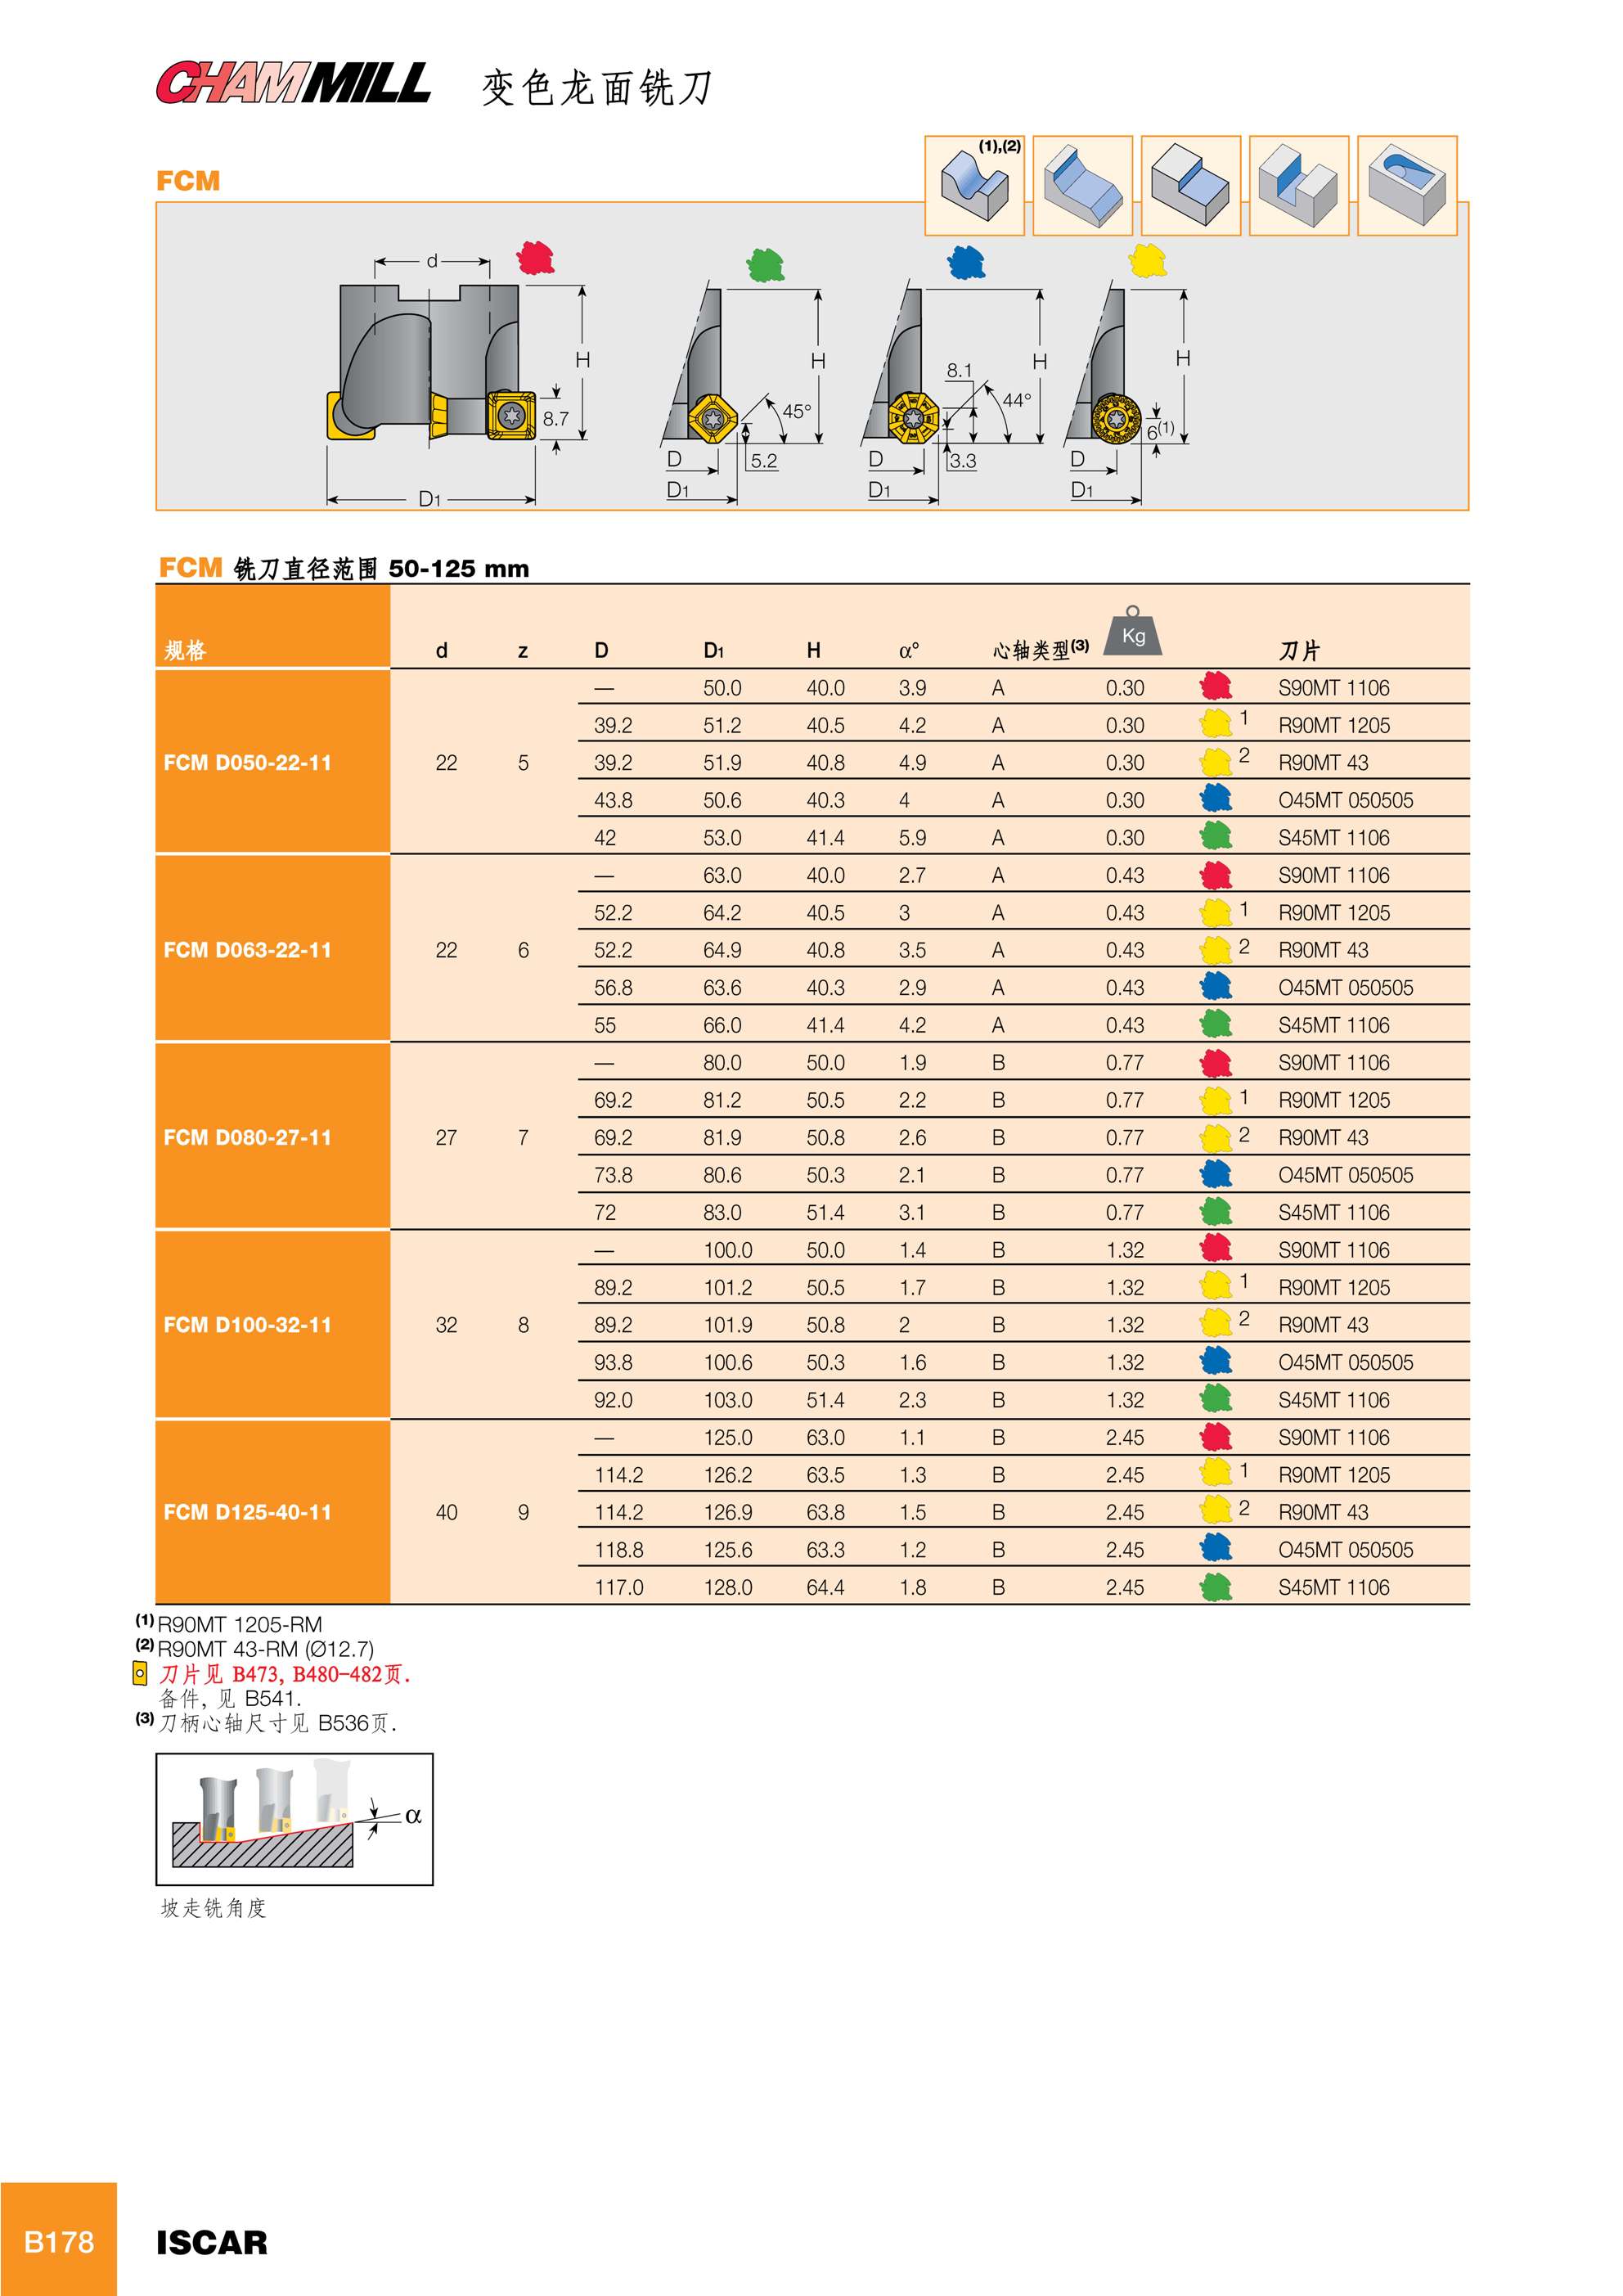 CHAMMILL 变色龙面铣刀
(1),(2)
FCM
d
H
8.7
D1
H
45°
5.2
D
D1
8.1
H
44°
3.3
D
D1
H
6(1)
D
D1
FCM 铣刀直径范围 50-125 mm
规格 d z D D1 H α° 心轴类型(3) Kg 刀片
— 50.0 40.0 3.9 A 0.30 S90MT 1106
39.2 51.2 40.5 4.2 A 0.30 1 R90MT 1205
FCM D050-22-11 22 5 39.2 51.9 40.8 4.9 A 0.30 2 R90MT 43
43.8 50.6 40.3 4 A 0.30 O45MT 050505
42 53.0 41.4 5.9 A 0.30 S45MT 1106
— 63.0 40.0 2.7 A 0.43 S90MT 1106
52.2 64.2 40.5 3 A 0.43 1 R90MT 1205
FCM D063-22-11 22 6 52.2 64.9 40.8 3.5 A 0.43 2 R90MT 43
56.8 63.6 40.3 2.9 A 0.43 O45MT 050505
55 66.0 41.4 4.2 A 0.43 S45MT 1106
— 80.0 50.0 1.9 B 0.77 S90MT 1106
69.2 81.2 50.5 2.2 B 0.77 1 R90MT 1205
FCM D080-27-11 27 7 69.2 81.9 50.8 2.6 B 0.77 2 R90MT 43
73.8 80.6 50.3 2.1 B 0.77 O45MT 050505
72 83.0 51.4 3.1 B 0.77 S45MT 1106
— 100.0 50.0 1.4 B 1.32 S90MT 1106
89.2 101.2 50.5 1.7 B 1.32 1 R90MT 1205
FCM D100-32-11 32 8 89.2 101.9 50.8 2 B 1.32 2 R90MT 43
93.8 100.6 50.3 1.6 B 1.32 O45MT 050505
92.0 103.0 51.4 2.3 B 1.32 S45MT 1106
— 125.0 63.0 1.1 B 2.45 S90MT 1106
114.2 126.2 63.5 1.3 B 2.45 1 R90MT 1205
FCM D125-40-11 40 9 114.2 126.9 63.8 1.5 B 2.45 2 R90MT 43
118.8 125.6 63.3 1.2 B 2.45 O45MT 050505
117.0 128.0 64.4 1.8 B 2.45 S45MT 1106
(1) R90MT 1205-RM
(2) R90MT 43-RM (Ø12.7)
刀片见 B473, B480-482页.
备件, 见 B541.
(3) 刀柄心轴尺寸见 B536页.
α
坡走铣角度
B178 ISCAR